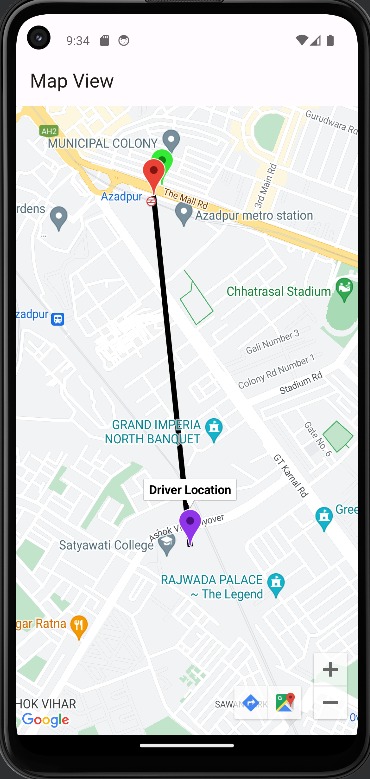 9:34
Map View
AH2
Gurudwara Rd
MUNICIPAL COLONY
3rd Main Rd
The Mall Rd
Azadpur
rdens
Azadpur metro station
Chhatrasal Stadium
zadpur
Gali Number 3
Colony Rd Number 1
Stadium Rd
GRAND IMPERIA
NORTH BANQUET
Gate No. 6
GT Karnal Rd
Driver Location
Gree
Ashok Vi
yover
Satyawati College
RAJWADA PALACE
~ The Legend
gar Ratna
+
HOK VIHAR
SAWAN
−
Google